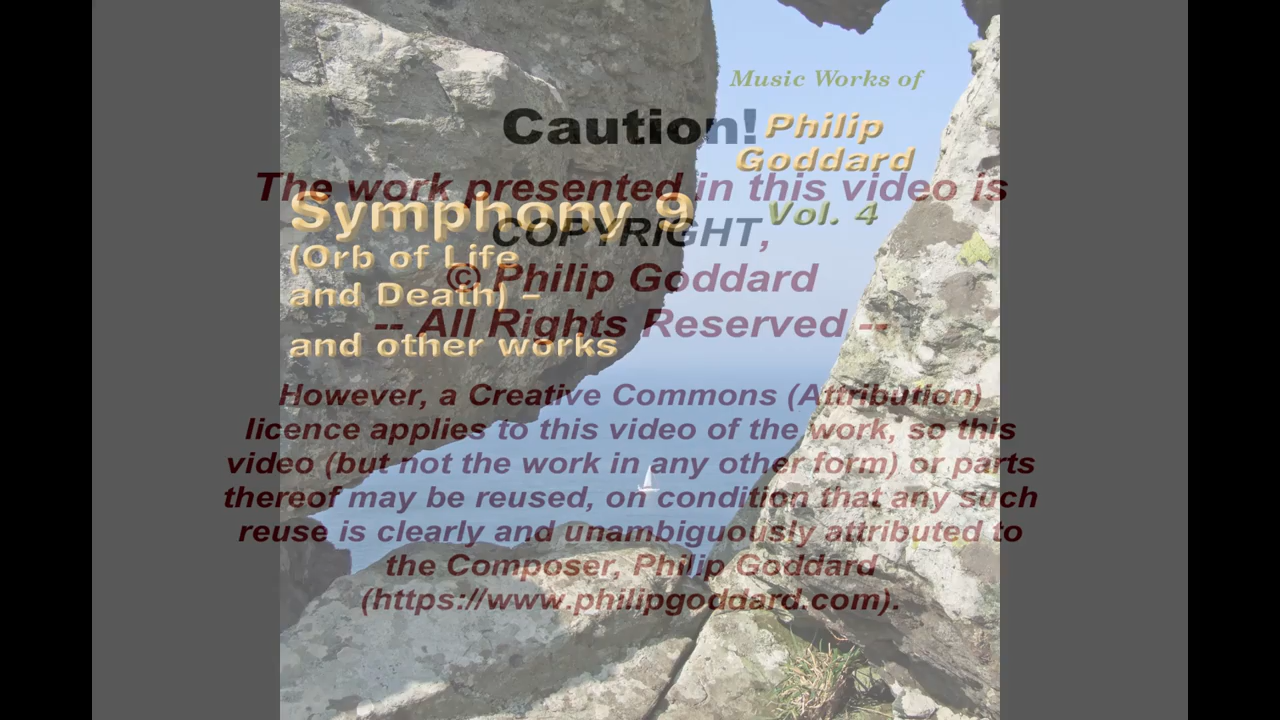 Music Works of
Philip
Goddard
Vol. 4
Symphony 9
(Orb of Life
and Death) –
and other works
Caution!
The work presented in this video is
COPYRIGHT,
© Philip Goddard
-- All Rights Reserved --
However, a Creative Commons (Attribution)
licence applies to this video of the work, so this
video (but not the work in any other form) or parts
thereof may be reused, on condition that any such
reuse is clearly and unambiguously attributed to
the Composer, Philip Goddard
(https://www.philipgoddard.com).